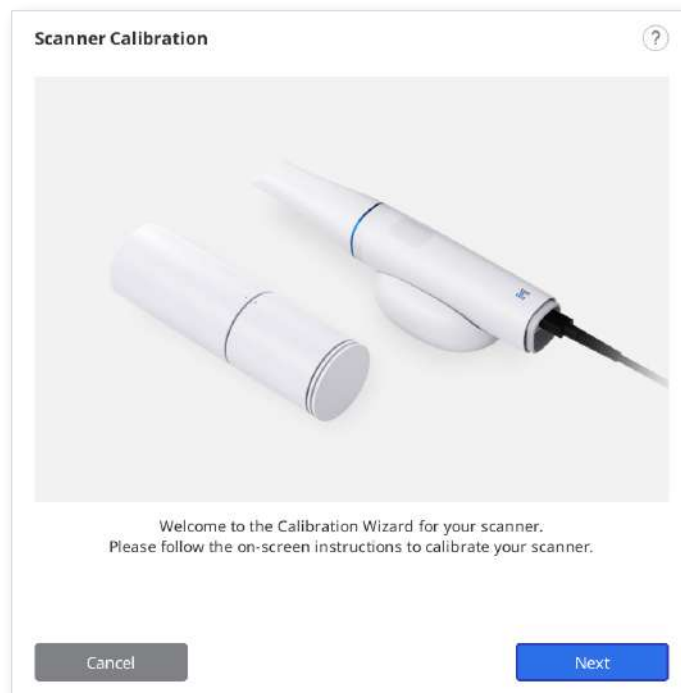 Scanner Calibration
?
Welcome to the Calibration Wizard for your scanner.
Please follow the on-screen instructions to calibrate your scanner.
Cancel
Next